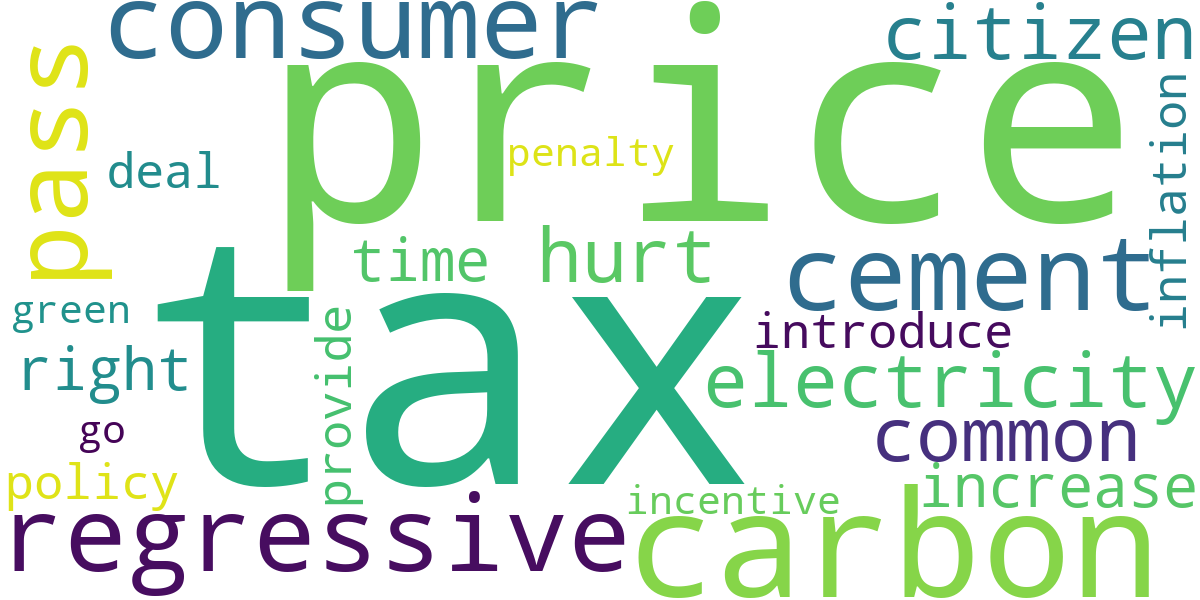 consumer
citizen
price
pass
inflation
penalty
deal
time
hurt
cement
tax
green
introduce
provide
right
electricity
go
common
policy
increase
regressive
incentive
carbon